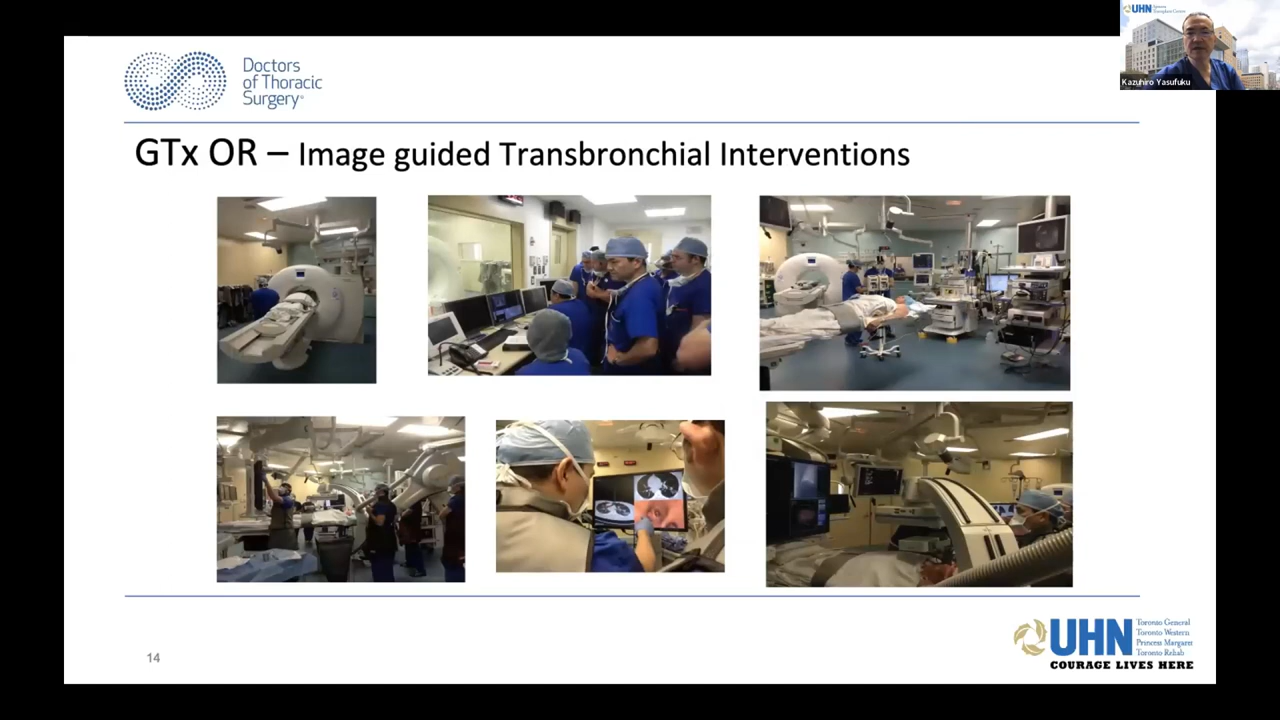 UHN
Kazuhiro Yasufuku
Doctors
of Thoracic
Surgery
GTx OR – Image guided Transbronchial Interventions
14
UHN
Toronto General
Toronto Western
Princess Margaret
Toronto Rehab
COURAGE LIVES HERE